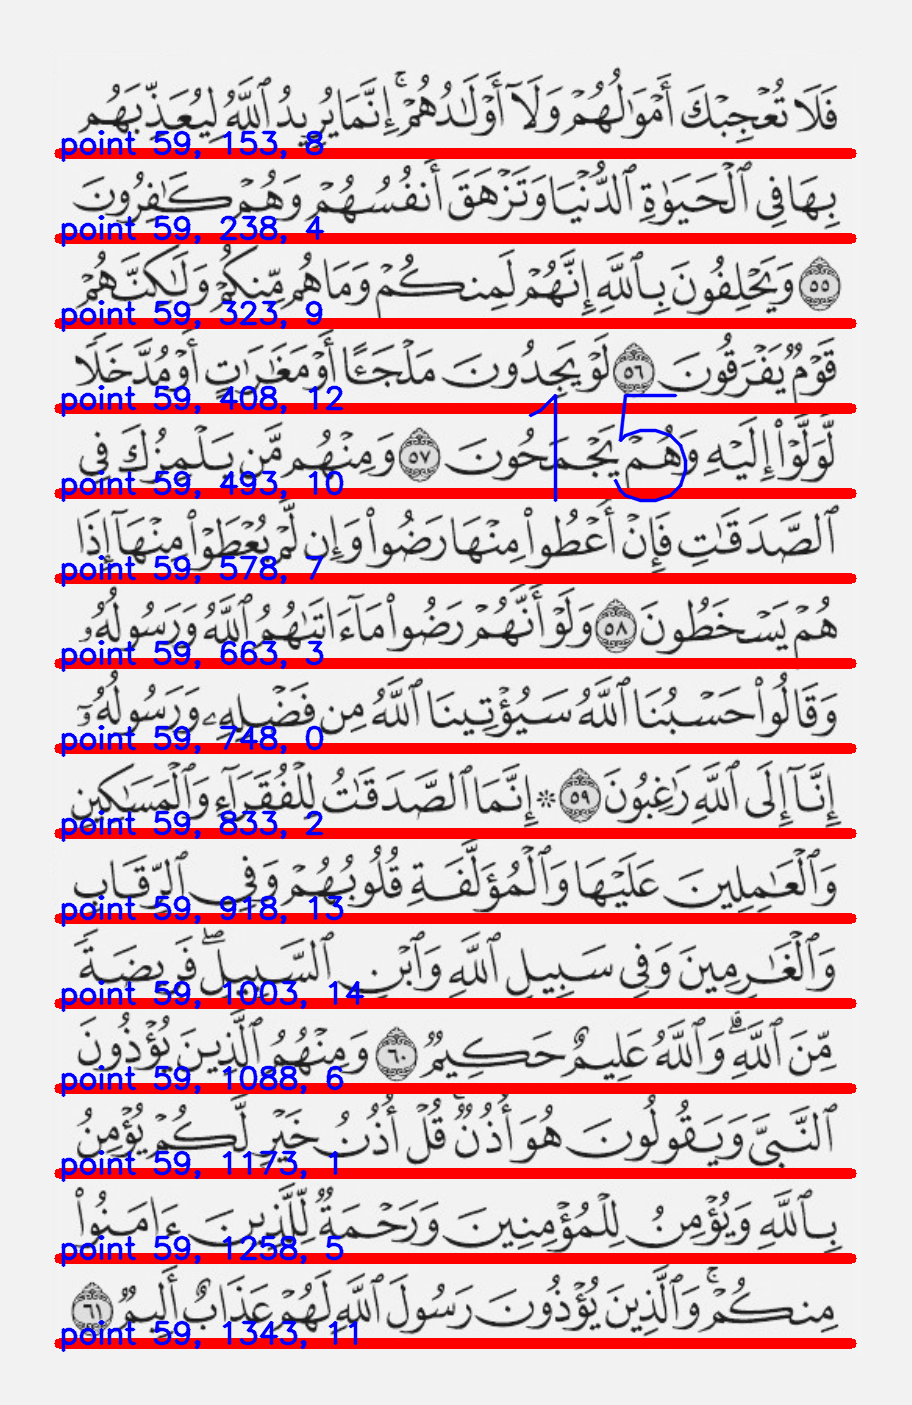 فَلَا تُعْجِبْكَ أَمْوَٰلُهُمْ وَلَآ أَوْلَـٰدُهُمْ ۚ إِنَّمَا يُرِيدُ ٱللَّهُ لِيُعَذِّبَهُم
point 59, 153, 8
بِهَا فِى ٱلْحَيَوٰةِ ٱلدُّنْيَا وَتَزْهَقَ أَنفُسُهُمْ وَهُمْ كَـٰفِرُونَ
point 59, 238, 4
٥٥ وَيَحْلِفُونَ بِٱللَّهِ إِنَّهُمْ لَمِنكُمْ وَمَا هُم مِّنكُمْ وَلَـٰكِنَّهُمْ
point 59, 323, 9
قَوْمٌ يَفْرَقُونَ ٥٦ لَوْ يَجِدُونَ مَلْجَـًٔا أَوْ مَغَـٰرَٰتٍ أَوْ مُدَّخَلًا
point 59, 408, 12
15
لَّوَلَّوْا۟ إِلَيْهِ وَهُمْ يَجْمَحُونَ ٥٧ وَمِنْهُم مَّن يَلْمِزُكَ فِى
point 59, 493, 10
ٱلصَّدَقَـٰتِ فَإِنْ أُعْطُوا۟ مِنْهَا رَضُوا۟ وَإِن لَّمْ يُعْطَوْا۟ مِنْهَآ إِذَا
point 59, 578, 7
هُمْ يَسْخَطُونَ ٥٨ وَلَوْ أَنَّهُمْ رَضُوا۟ مَآ ءَاتَىٰهُمُ ٱللَّهُ وَرَسُولُهُۥ
point 59, 663, 3
وَقَالُوا۟ حَسْبُنَا ٱللَّهُ سَيُؤْتِينَا ٱللَّهُ مِن فَضْلِهِۦ وَرَسُولُهُۥٓ
point 59, 748, 0
إِنَّآ إِلَى ٱللَّهِ رَٰغِبُونَ ٥٩ ۞ إِنَّمَا ٱلصَّدَقَـٰتُ لِلْفُقَرَآءِ وَٱلْمَسَـٰكِينِ
point 59, 833, 2
وَٱلْعَـٰمِلِينَ عَلَيْهَا وَٱلْمُؤَلَّفَةِ قُلُوبُهُمْ وَفِى ٱلرِّقَابِ
point 59, 918, 13
وَٱلْغَـٰرِمِينَ وَفِى سَبِيلِ ٱللَّهِ وَٱبْنِ ٱلسَّبِيلِ ۖ فَرِيضَةً
point 59, 1003, 14
مِّنَ ٱللَّهِ ۗ وَٱللَّهُ عَلِيمٌ حَكِيمٌ ٦٠ وَمِنْهُمُ ٱلَّذِينَ يُؤْذُونَ
point 59, 1088, 6
ٱلنَّبِىَّ وَيَقُولُونَ هُوَ أُذُنٌ ۚ قُلْ أُذُنُ خَيْرٍ لَّكُمْ يُؤْمِنُ
point 59, 1173, 1
بِٱللَّهِ وَيُؤْمِنُ لِلْمُؤْمِنِينَ وَرَحْمَةٌ لِّلَّذِينَ ءَامَنُوا۟
point 59, 1258, 5
مِنكُمْ ۚ وَٱلَّذِينَ يُؤْذُونَ رَسُولَ ٱللَّهِ لَهُمْ عَذَابٌ أَلِيمٌ ٦١
point 59, 1343, 11